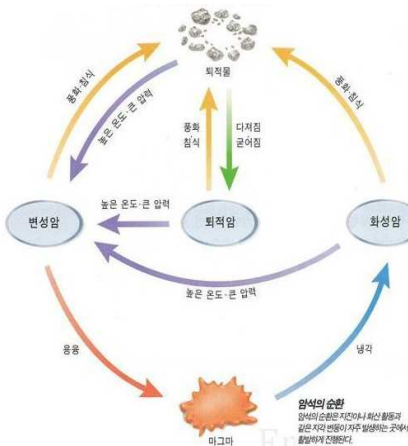 퇴적물
풍화·침식
높은 온도·큰 압력
풍화
침식
다져짐
굳어짐
풍화·침식
변성암
높은 온도·큰 압력
퇴적암
화성암
높은 온도·큰 압력
용융
냉각
마그마
암석의 순환
암석의 순환은 지진이나 화산 활동과
같은 지각 변동이 자주 발생하는 곳에서
활발하게 진행된다.